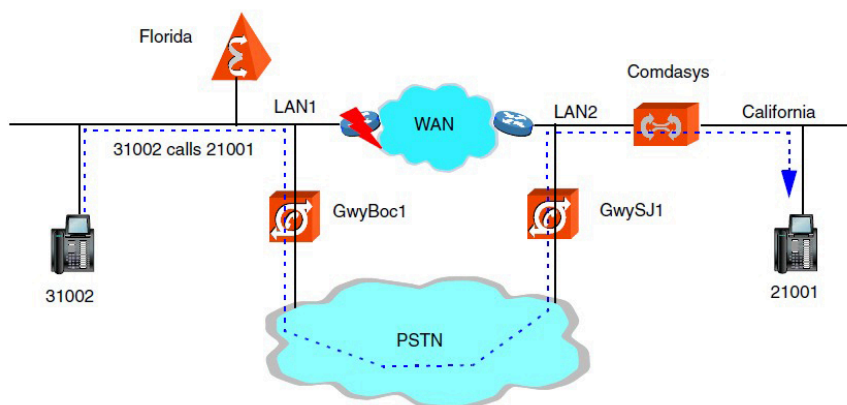 Florida
Comdasys
LAN1
WAN
LAN2
California
31002 calls 21001
GwyBoc1
GwySJ1
31002
21001
PSTN